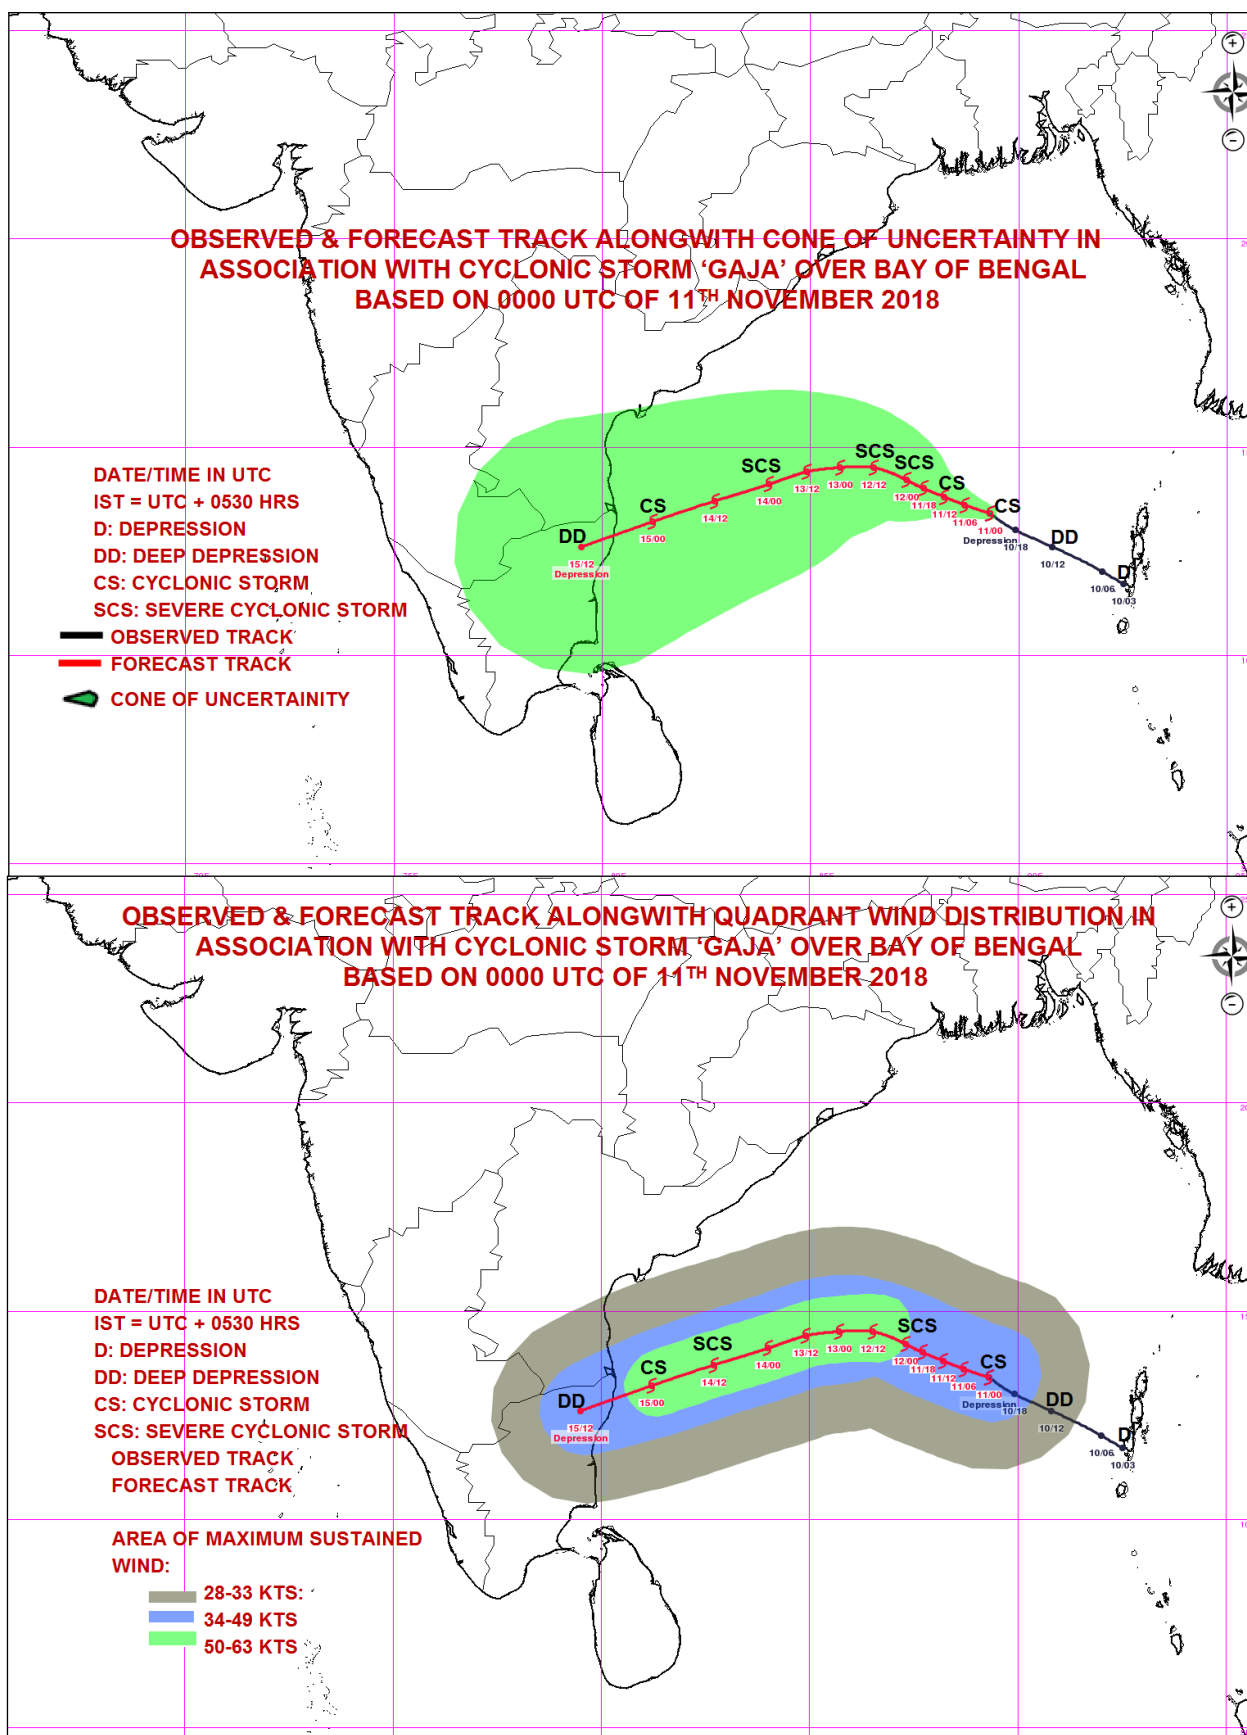 OBSERVED & FORECAST TRACK ALONGWITH CONE OF UNCERTAINTY IN
ASSOCIATION WITH CYCLONIC STORM ‘GAJA’ OVER BAY OF BENGAL
BASED ON 0000 UTC OF 11TH NOVEMBER 2018
DATE/TIME IN UTC
IST = UTC + 0530 HRS
D: DEPRESSION
DD: DEEP DEPRESSION
CS: CYCLONIC STORM
SCS: SEVERE CYCLONIC STORM
OBSERVED TRACK
FORECAST TRACK
CONE OF UNCERTAINITY
DD
CS
SCS
SCS
SCS
CS
CS
DD
D
15/12
Depression
15/00
14/12
14/00
13/12
13/00
12/12
12/00
11/18
11/12
11/06
11/00
Depression
10/18
10/12
10/06
10/03
OBSERVED & FORECAST TRACK ALONGWITH QUADRANT WIND DISTRIBUTION IN
ASSOCIATION WITH CYCLONIC STORM ‘GAJA’ OVER BAY OF BENGAL
BASED ON 0000 UTC OF 11TH NOVEMBER 2018
DATE/TIME IN UTC
IST = UTC + 0530 HRS
D: DEPRESSION
DD: DEEP DEPRESSION
CS: CYCLONIC STORM
SCS: SEVERE CYCLONIC STORM
OBSERVED TRACK
FORECAST TRACK
AREA OF MAXIMUM SUSTAINED
WIND:
28-33 KTS:
34-49 KTS
50-63 KTS
DD
CS
SCS
SCS
CS
DD
D
15/12
Depression
15/00
14/12
14/00
13/12
13/00
12/12
12/00
11/18
11/12
11/06
11/00
Depression
10/18
10/12
10/06
10/03